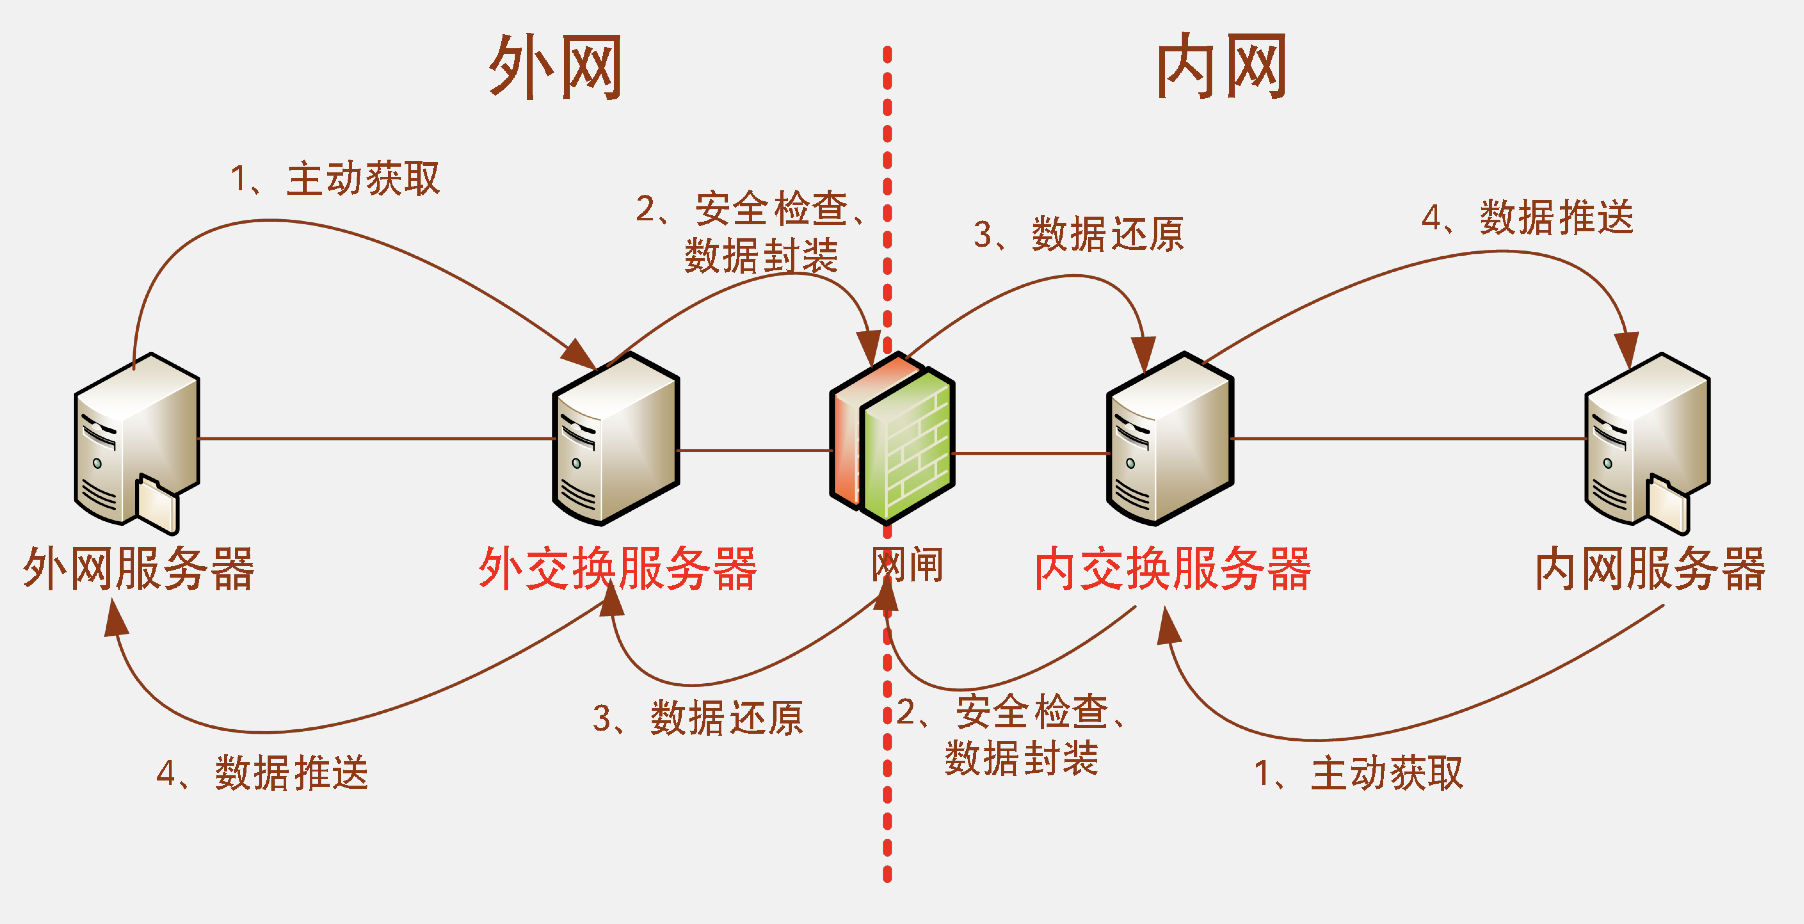 外网
内网
1、主动获取
2、安全检查、
数据封装
3、数据还原
4、数据推送
外网服务器
外交换服务器
网闸
内交换服务器
内网服务器
4、数据推送
3、数据还原
2、安全检查、
数据封装
1、主动获取